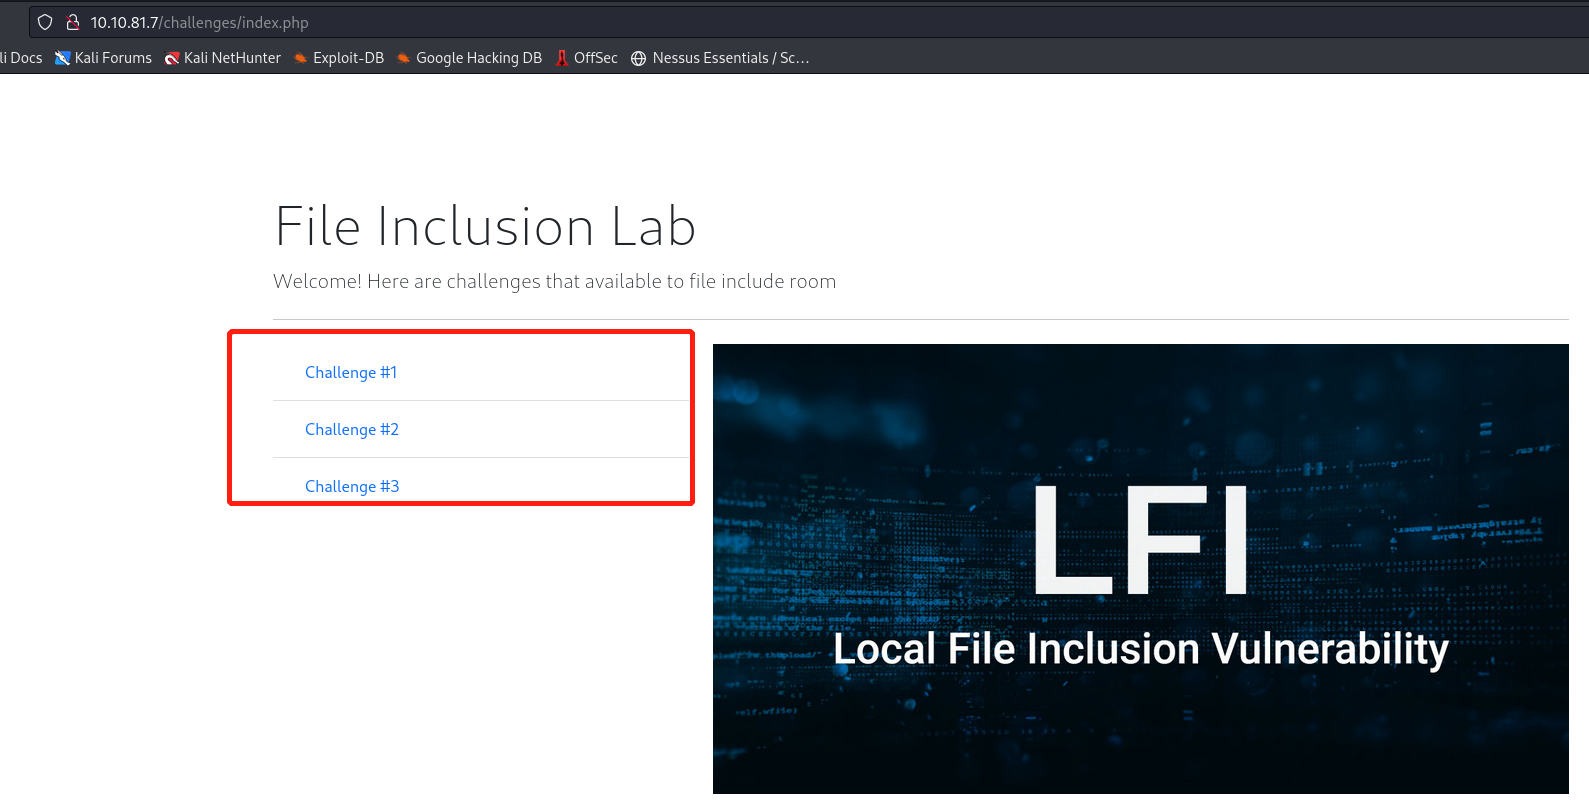 10.10.81.7/challenges/index.php
li Docs Kali Forums Kali NetHunter Exploit-DB Google Hacking DB OffSec Nessus Essentials / Sc...
File Inclusion Lab
Welcome! Here are challenges that available to file include room
Challenge #1
Challenge #2
Challenge #3
LFI
Local File Inclusion Vulnerability